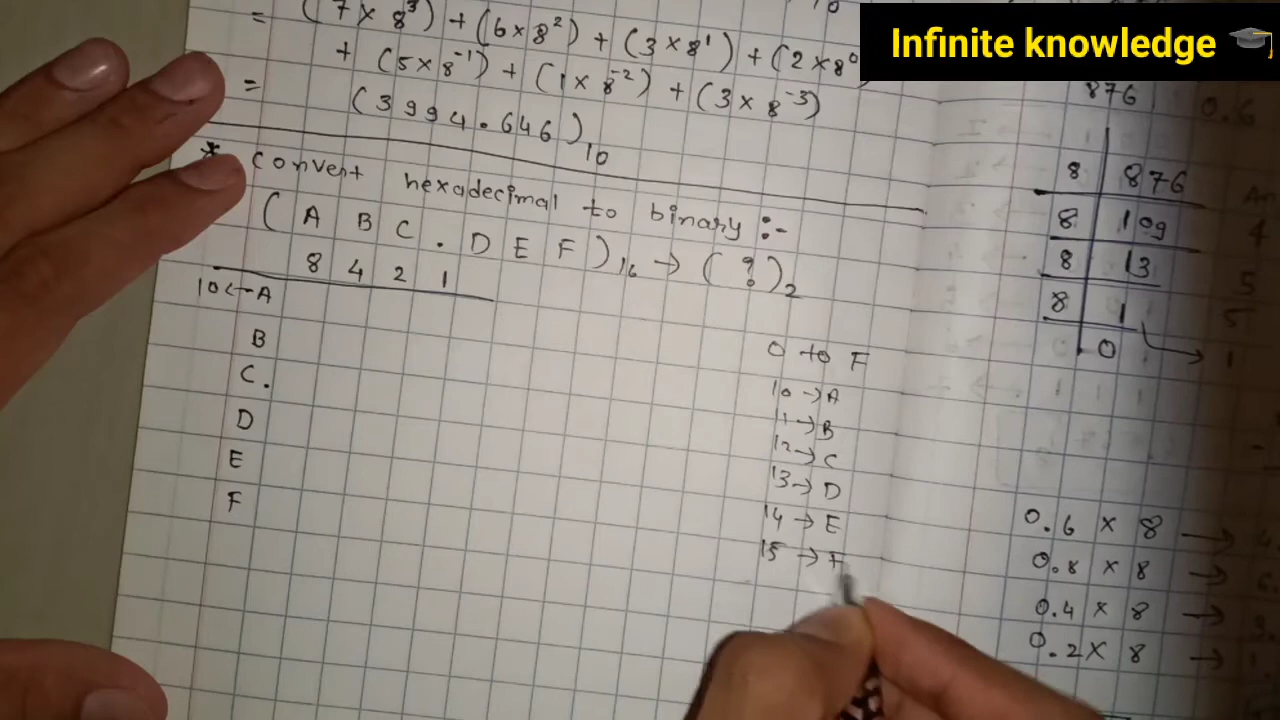 Infinite knowledge
= (7 x 8³) + (6 x 8²) + (3 x 8¹) + (2 x 8⁰
+ (5 x 8⁻¹) + (1 x 8⁻²) + (3 x 8⁻³)
= (3994.646)₁₀
* convert hexadecimal to binary :-
(A B C . D E F)₁₆ → ( ? )₂
8 4 2 1
10 ← A
B
C .
D
E
F
0 to F
10 → A
11 → B
12 → C
13 → D
14 → E
15 → F
876
8 876
8 109
8 13
8 1
0
0.6 x 8 →
0.8 x 8 →
0.4 x 8 →
0.2 x 8 →